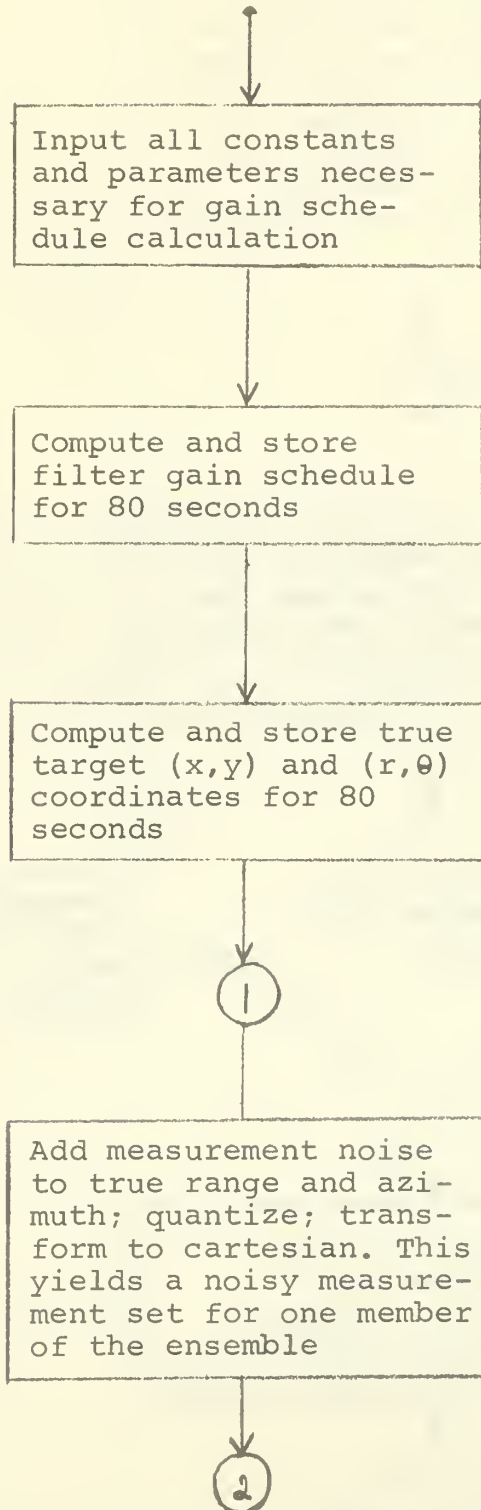 Input all constants
and parameters neces-
sary for gain sche-
dule calculation
Compute and store
filter gain schedule
for 80 seconds
Compute and store true
target (x,y) and (r,θ)
coordinates for 80
seconds
1
Add measurement noise
to true range and azi-
muth; quantize; trans-
form to cartesian. This
yields a noisy measure-
ment set for one member
of the ensemble
2